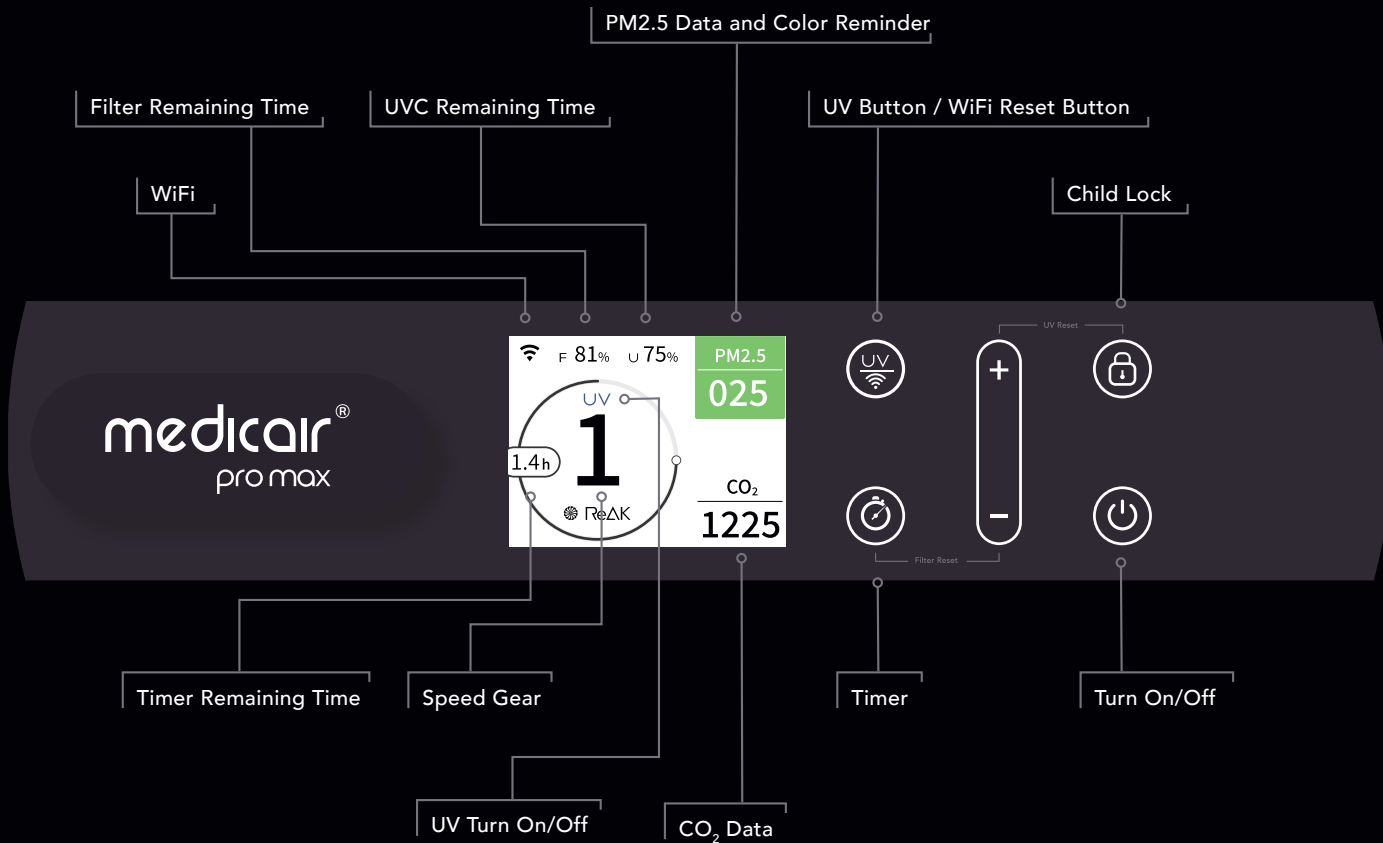 PM2.5 Data and Color Reminder
Filter Remaining Time
UVC Remaining Time
UV Button / WiFi Reset Button
WiFi
Child Lock
UV Reset
F 81% U 75%
PM2.5
025
UV
UV
+
medicair®
pro max
1
1.4h
CO₂
ReΔK
1225
−
Filter Reset
Timer Remaining Time
Speed Gear
Timer
Turn On/Off
UV Turn On/Off
CO₂ Data